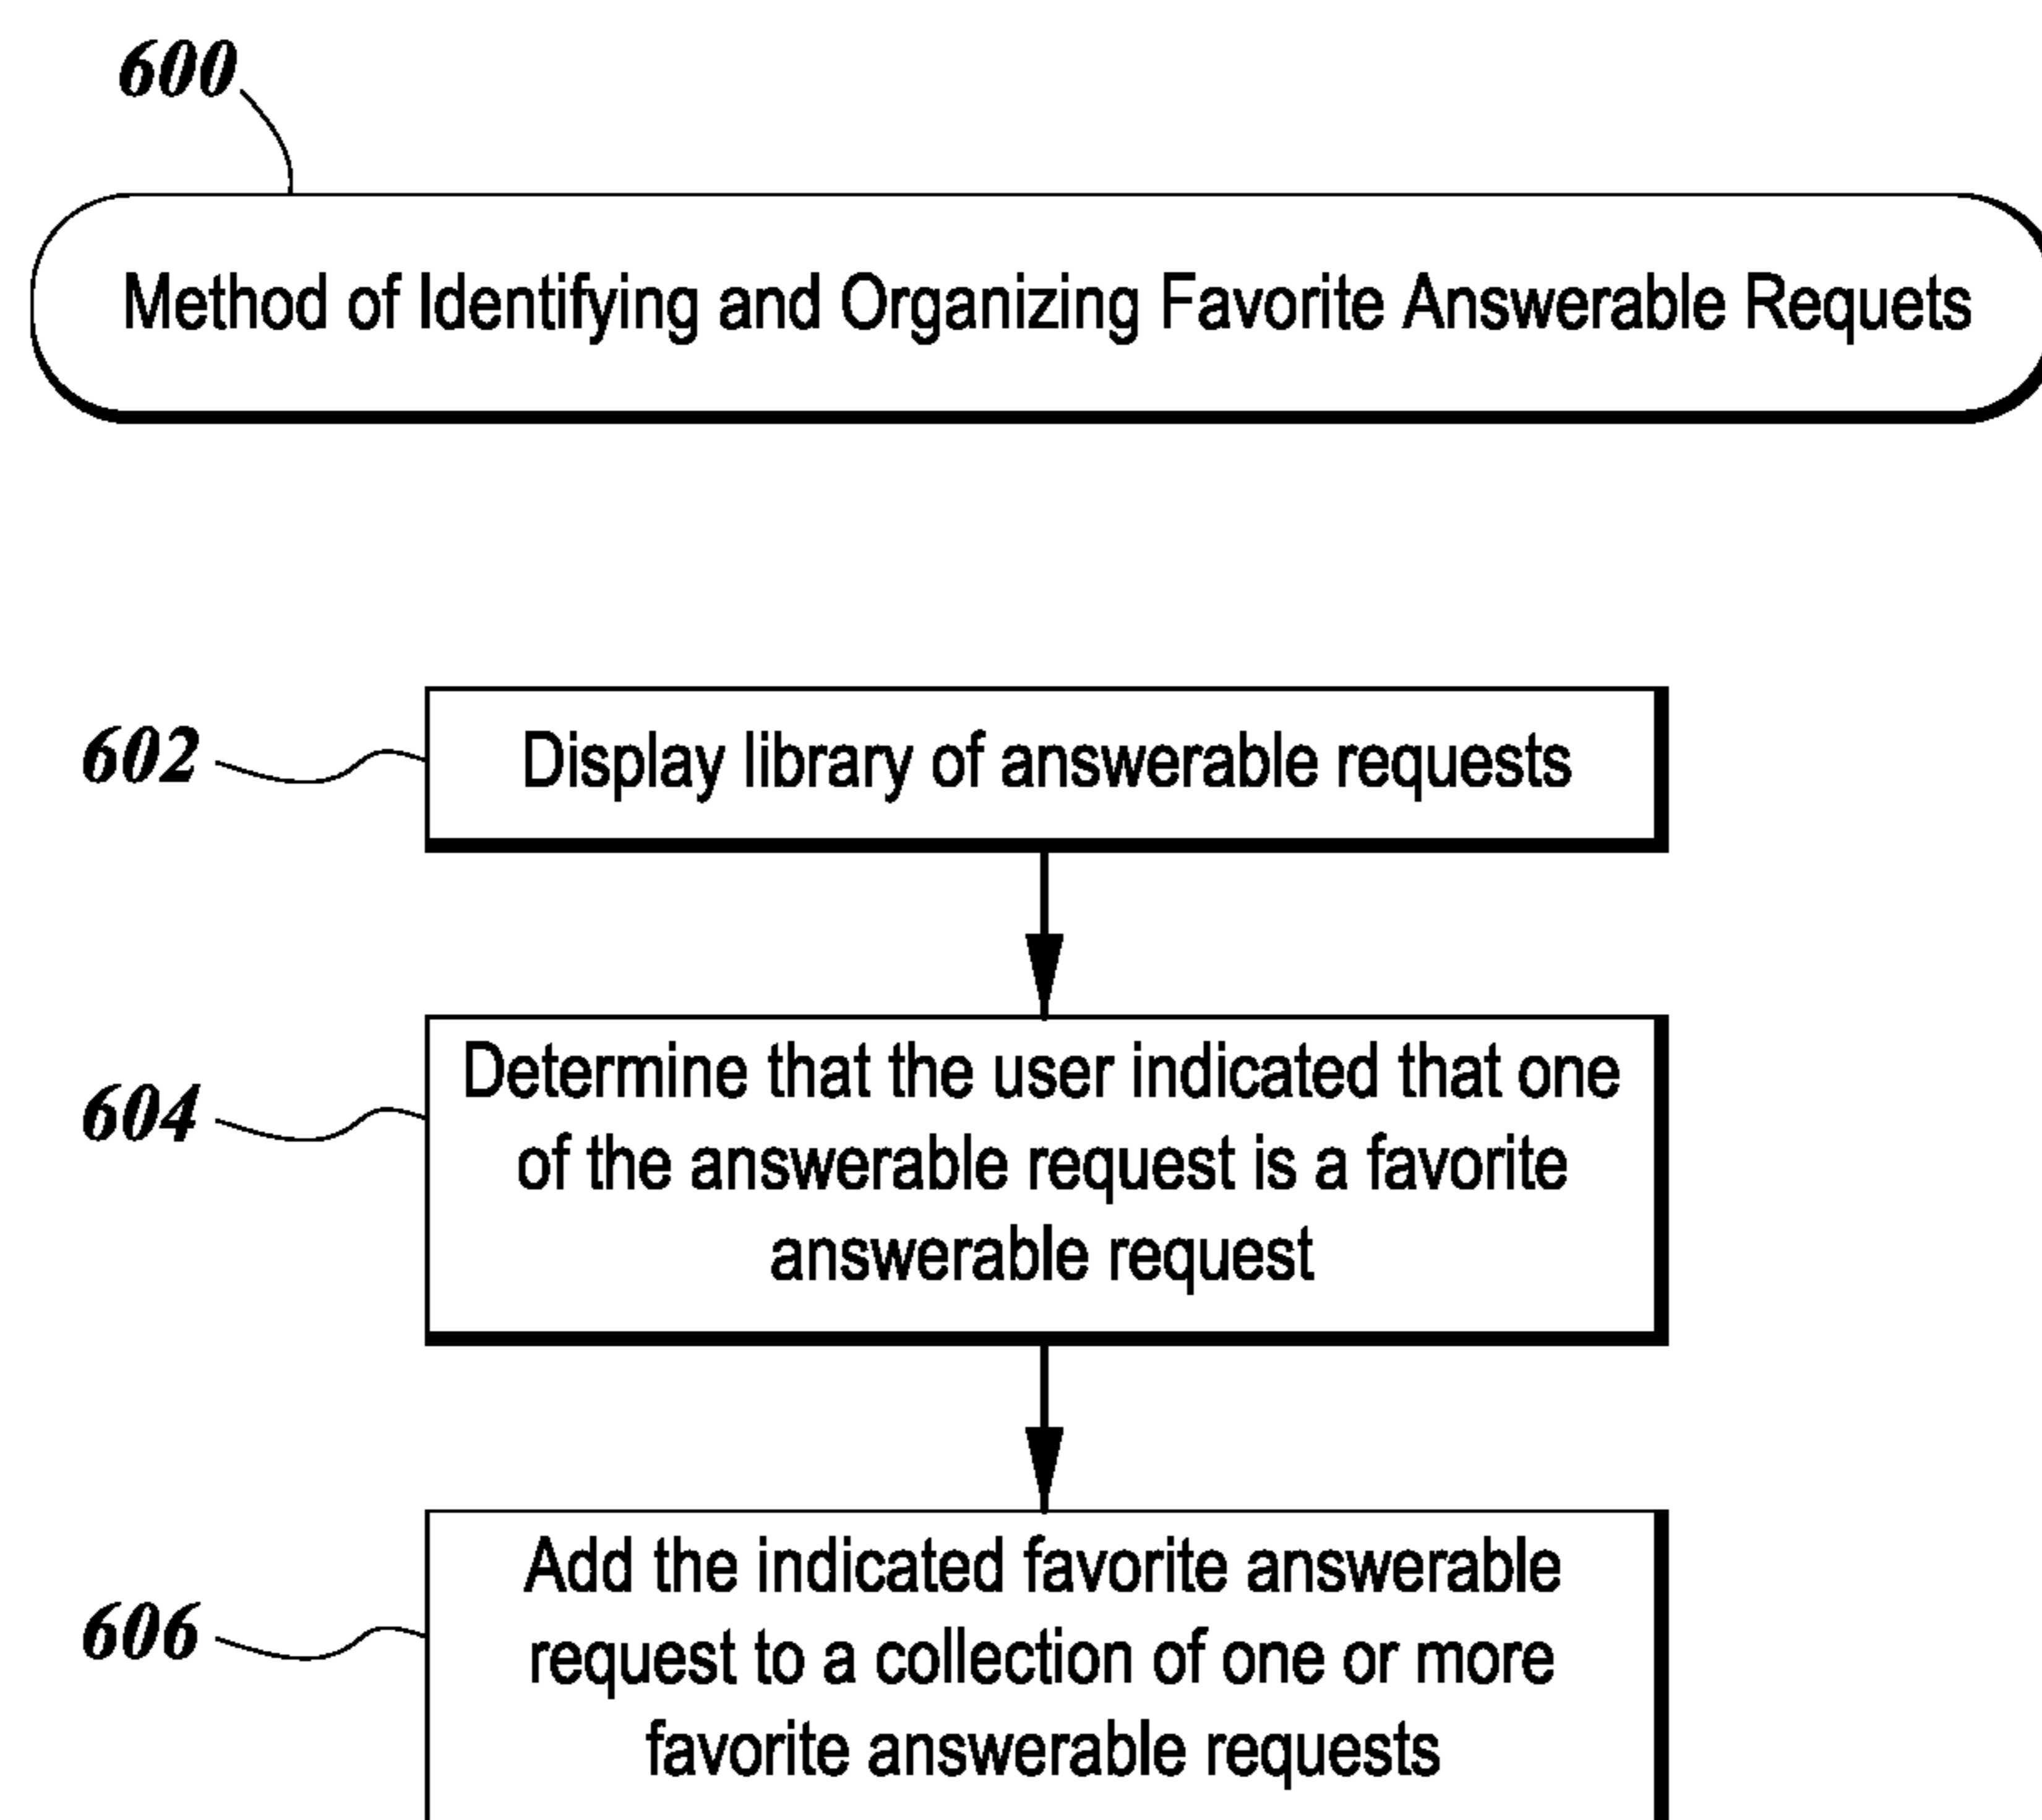 600
Method of Identifying and Organizing Favorite Answerable Requets
602
Display library of answerable requests
604
Determine that the user indicated that one
of the answerable request is a favorite
answerable request
606
Add the indicated favorite answerable
request to a collection of one or more
favorite answerable requests